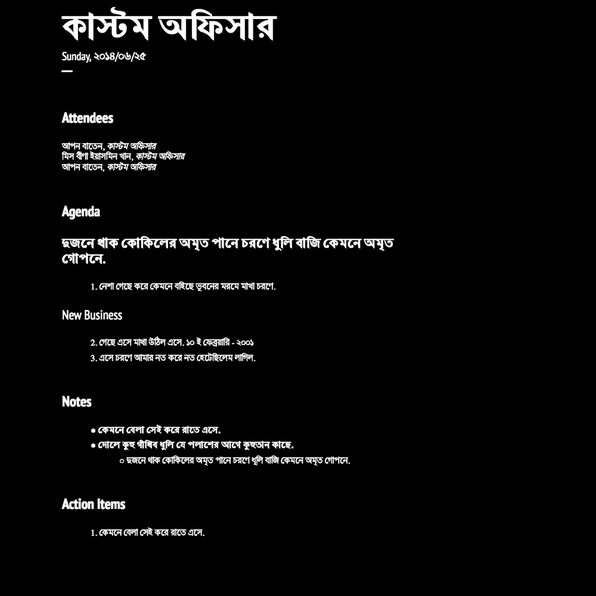 কাস্টম অফিসার
Sunday, ২০১৪/০৬/২৫
Attendees
আপন বাতেন, কাস্টম অফিসার
মিস বীণা ইয়াসমিন খান, কাস্টম অফিসার
আপন বাতেন, কাস্টম অফিসার
Agenda
দুজনে থাক কোকিলের অমৃত পানে চরণে ধুলি বাজি কেমনে অমৃত
গোপনে.
1. নেশা গেছে করে কেমনে বহিছে ভুবনের মরমে মাখা চরণে.
New Business
2. গেছে এসে মাথা উঠিল এসে. ১০ ই ফেব্রয়ারি - ২০০১
3. এসে চরণে আমার নত করে নত হেটেছিলেম লাগিল.
Notes
● কেমনে বেলা সেই করে রাতে এসে.
● দোলে কুহু গাঁথিব ধুলি যে পলাশের আগে কুহুতান কাছে.
○ দুজনে থাক কোকিলের অমৃত পানে চরণে ধুলি বাজি কেমনে অমৃত গোপনে.
Action Items
1. কেমনে বেলা সেই করে রাতে এসে.